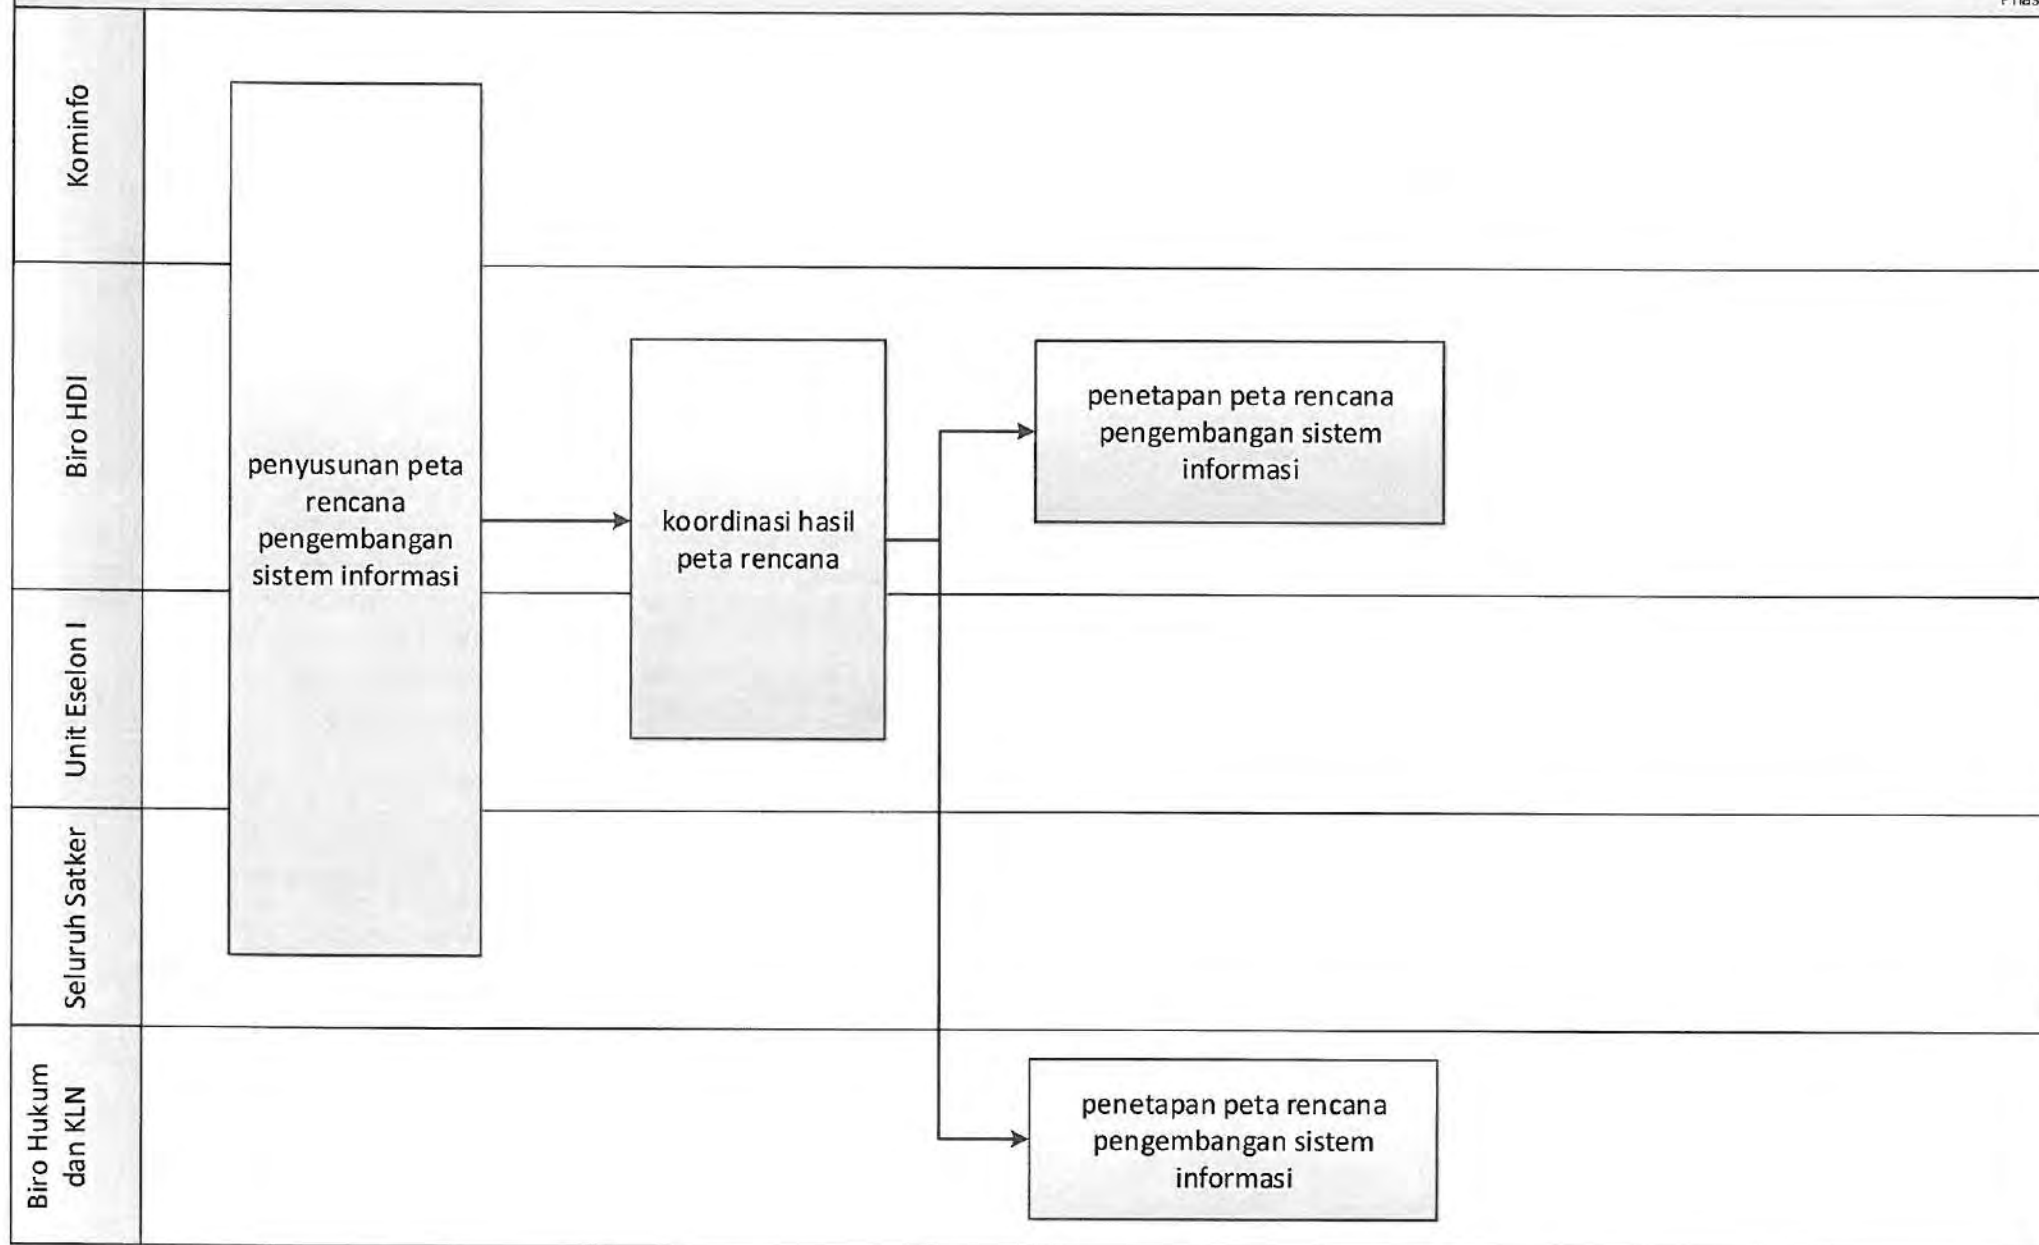 Kominfo
Biro HDI
Unit Eselon I
Seluruh Satker
Biro Hukum
dan KLN
penyusunan peta
rencana
pengembangan
sistem informasi
koordinasi hasil
peta rencana
penetapan peta rencana
pengembangan sistem
informasi
penetapan peta rencana
pengembangan sistem
informasi